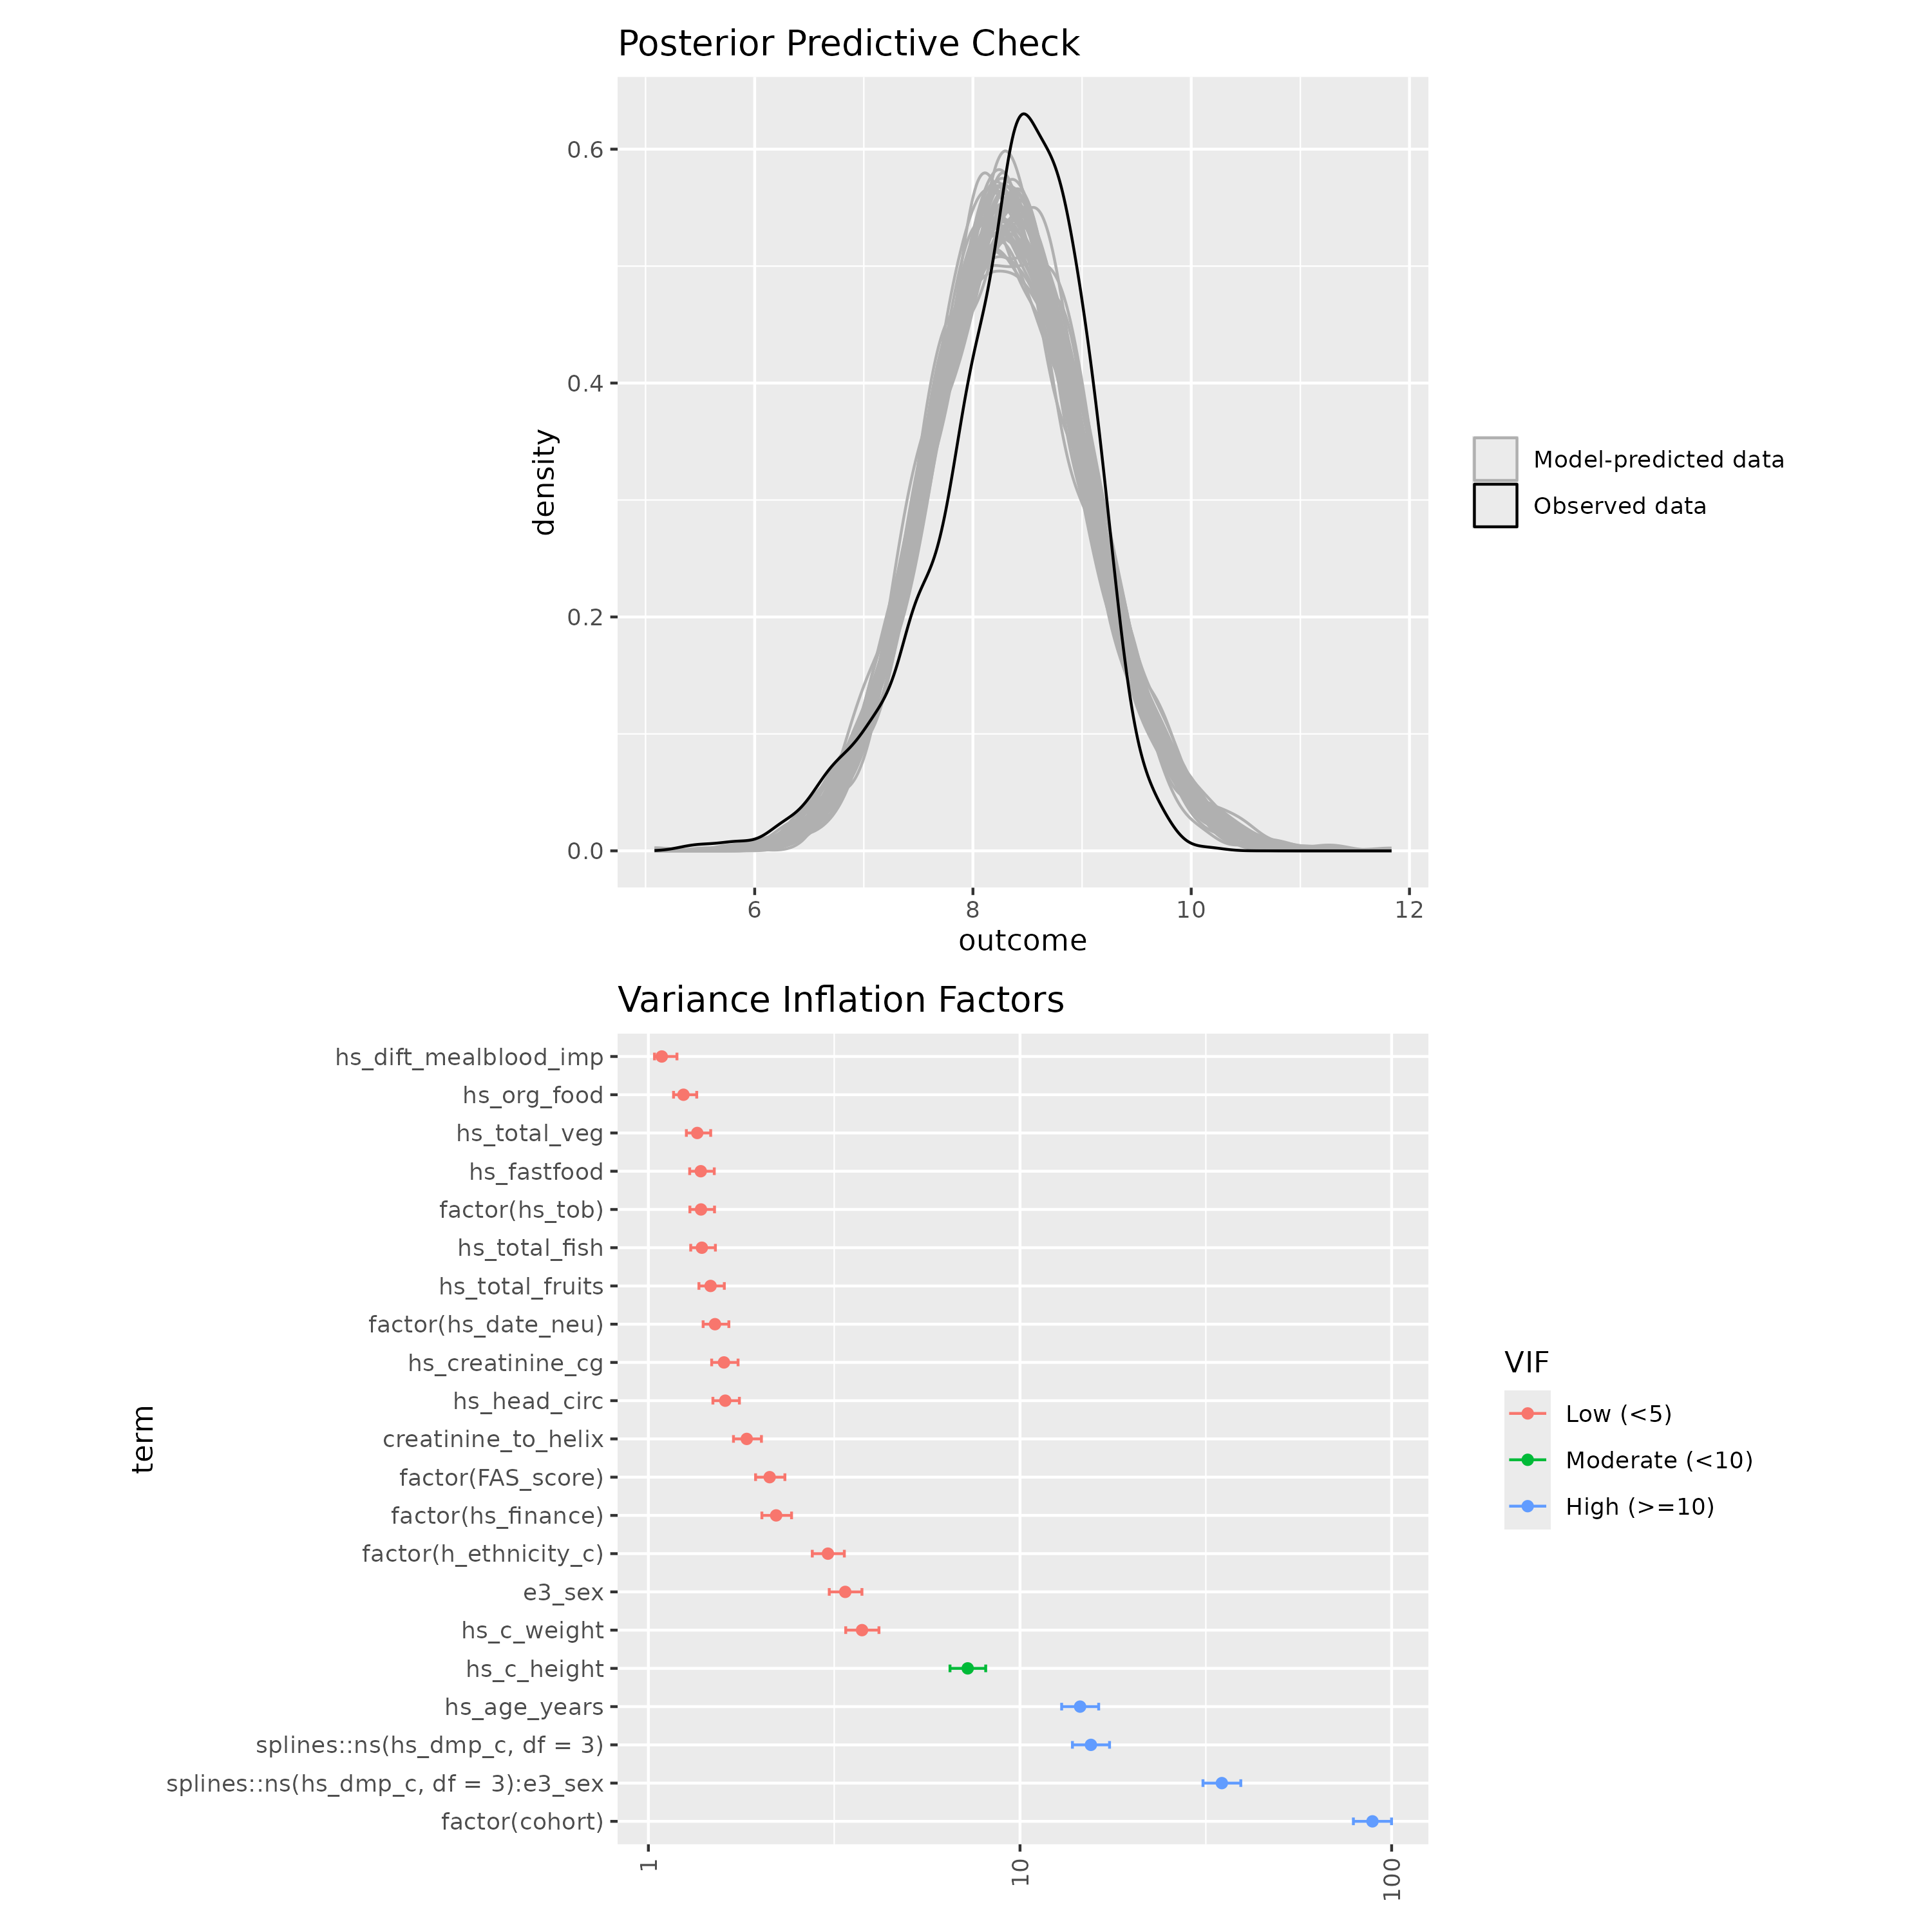 Posterior Predictive Check
0.6
0.4
0.2
0.0
density
6
8
10
12
outcome
Model-predicted data
Observed data
Variance Inflation Factors
hs_dift_mealblood_imp
hs_org_food
hs_total_veg
hs_fastfood
factor(hs_tob)
hs_total_fish
hs_total_fruits
factor(hs_date_neu)
hs_creatinine_cg
hs_head_circ
creatinine_to_helix
factor(FAS_score)
factor(hs_finance)
factor(h_ethnicity_c)
e3_sex
hs_c_weight
hs_c_height
hs_age_years
splines::ns(hs_dmp_c, df = 3)
splines::ns(hs_dmp_c, df = 3):e3_sex
factor(cohort)
term
1
10
100
VIF
Low (<5)
Moderate (<10)
High (>=10)